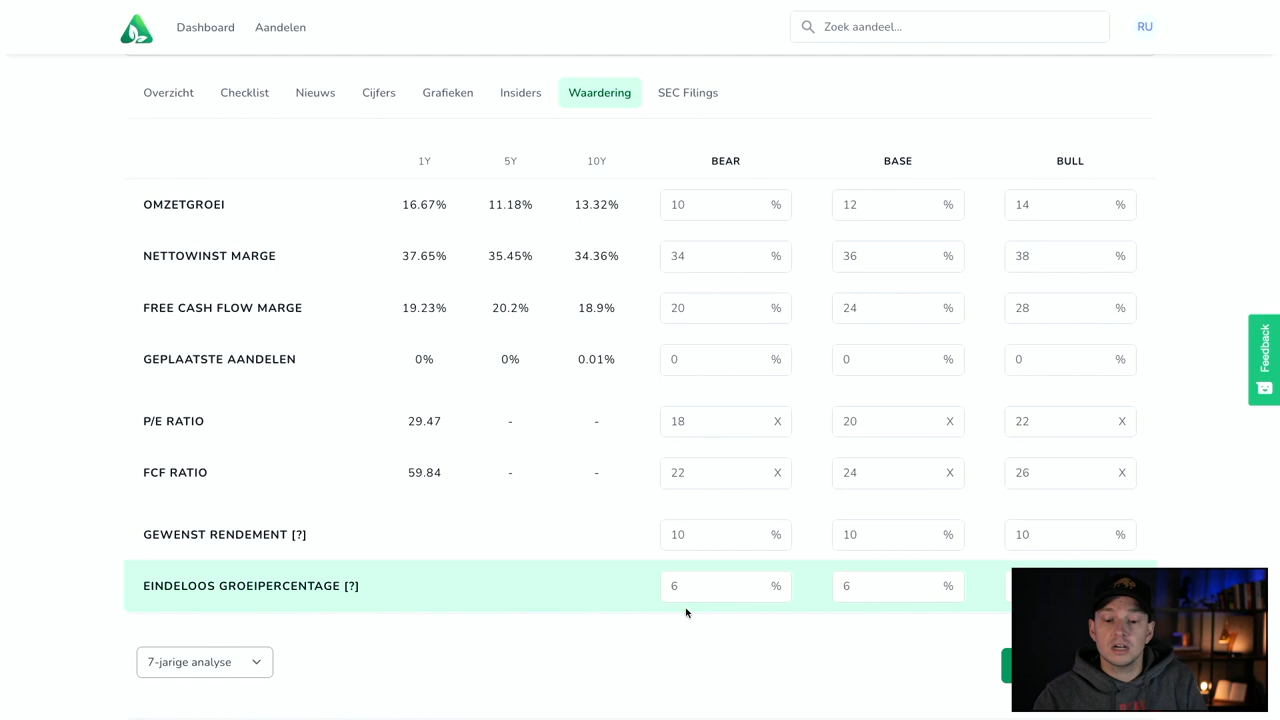 Dashboard Aandelen Zoek aandeel... RU
Overzicht Checklist Nieuws Cijfers Grafieken Insiders Waardering SEC Filings
1Y 5Y 10Y BEAR BASE BULL
OMZETGROEI 16.67% 11.18% 13.32% 10 % 12 % 14 %
NETTOWINST MARGE 37.65% 35.45% 34.36% 34 % 36 % 38 %
FREE CASH FLOW MARGE 19.23% 20.2% 18.9% 20 % 24 % 28 %
Feedback
GEPLAATSTE AANDELEN 0% 0% 0.01% 0 % 0 % 0 %
P/E RATIO 29.47 - - 18 X 20 X 22 X
FCF RATIO 59.84 - - 22 X 24 X 26 X
GEWENST RENDEMENT [?] 10 % 10 % 10 %
EINDELOOS GROEIPERCENTAGE [?] 6 % 6 %
7-jarige analyse